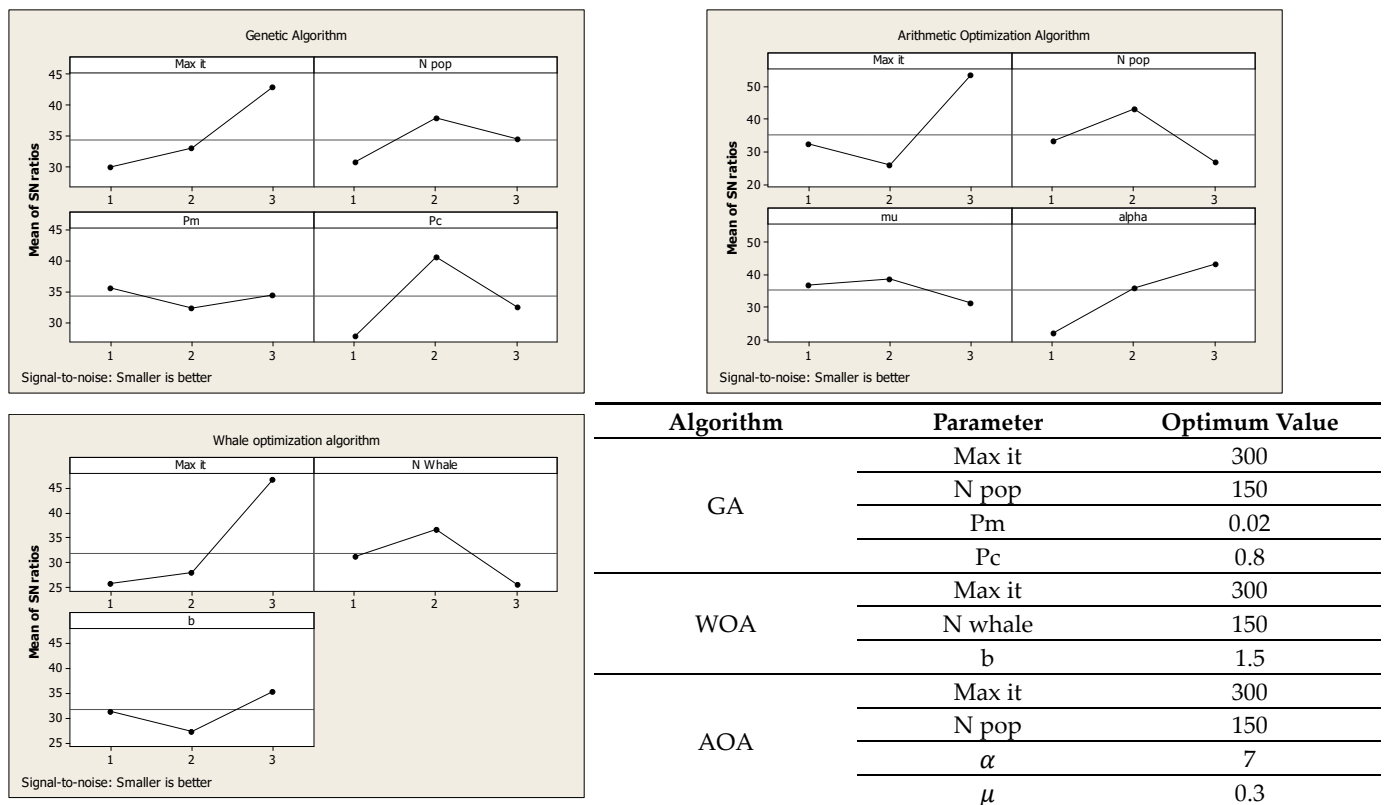 Genetic Algorithm
Max it N pop
45
40
35
30
1 2 3 1 2 3
Pm Pc
45
40
35
30
1 2 3 1 2 3
Mean of SN ratios
Signal-to-noise: Smaller is better
Arithmetic Optimization Algorithm
Max it N pop
50
40
30
20
1 2 3 1 2 3
mu alpha
50
40
30
20
1 2 3 1 2 3
Mean of SN ratios
Signal-to-noise: Smaller is better
Whale optimization algorithm
Max it N Whale
45
40
35
30
25
1 2 3 1 2 3
b
45
40
35
30
25
1 2 3
Mean of SN ratios
Signal-to-noise: Smaller is better
Algorithm Parameter Optimum Value
GA
Max it 300
N pop 150
Pm 0.02
Pc 0.8
WOA
Max it 300
N whale 150
b 1.5
AOA
Max it 300
N pop 150
α 7
μ 0.3